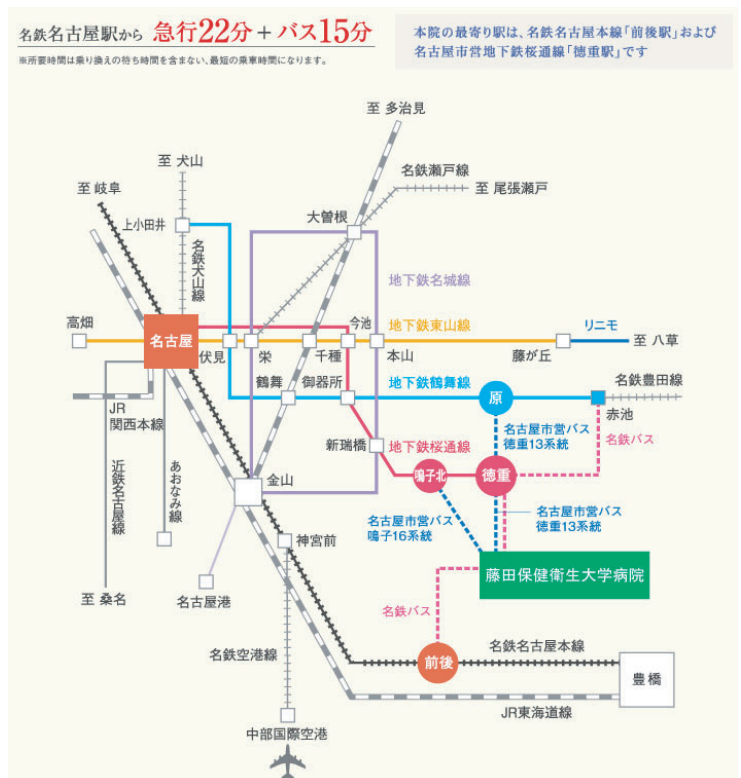 名鉄名古屋駅から 急行22分+バス15分
※所要時間は乗り換えの待ち時間を含まない、最短の乗車時間になります。
本院の最寄り駅は、名鉄名古屋本線「前後駅」および
名古屋市営地下鉄桜通線「徳重駅」です
至 多治見
至 犬山
名鉄瀬戸線
至 岐阜
至 尾張瀬戸
上小田井
大曽根
名鉄犬山線
地下鉄名城線
高畑
名古屋
今池
地下鉄東山線
リニモ
伏見
栄
千種
本山
藤が丘
至 八草
鶴舞
御器所
地下鉄鶴舞線
原
名鉄豊田線
赤池
JR
関西本線
名古屋市営バス
徳重13系統
名鉄バス
新瑞橋
地下鉄桜通線
鳴子北
徳重
近鉄名古屋線
あおなみ線
金山
名古屋市営バス
鳴子16系統
名古屋市営バス
徳重13系統
神宮前
藤田保健衛生大学病院
至 桑名
名古屋港
名鉄バス
名鉄空港線
前後
名鉄名古屋本線
豊橋
JR東海道線
中部国際空港